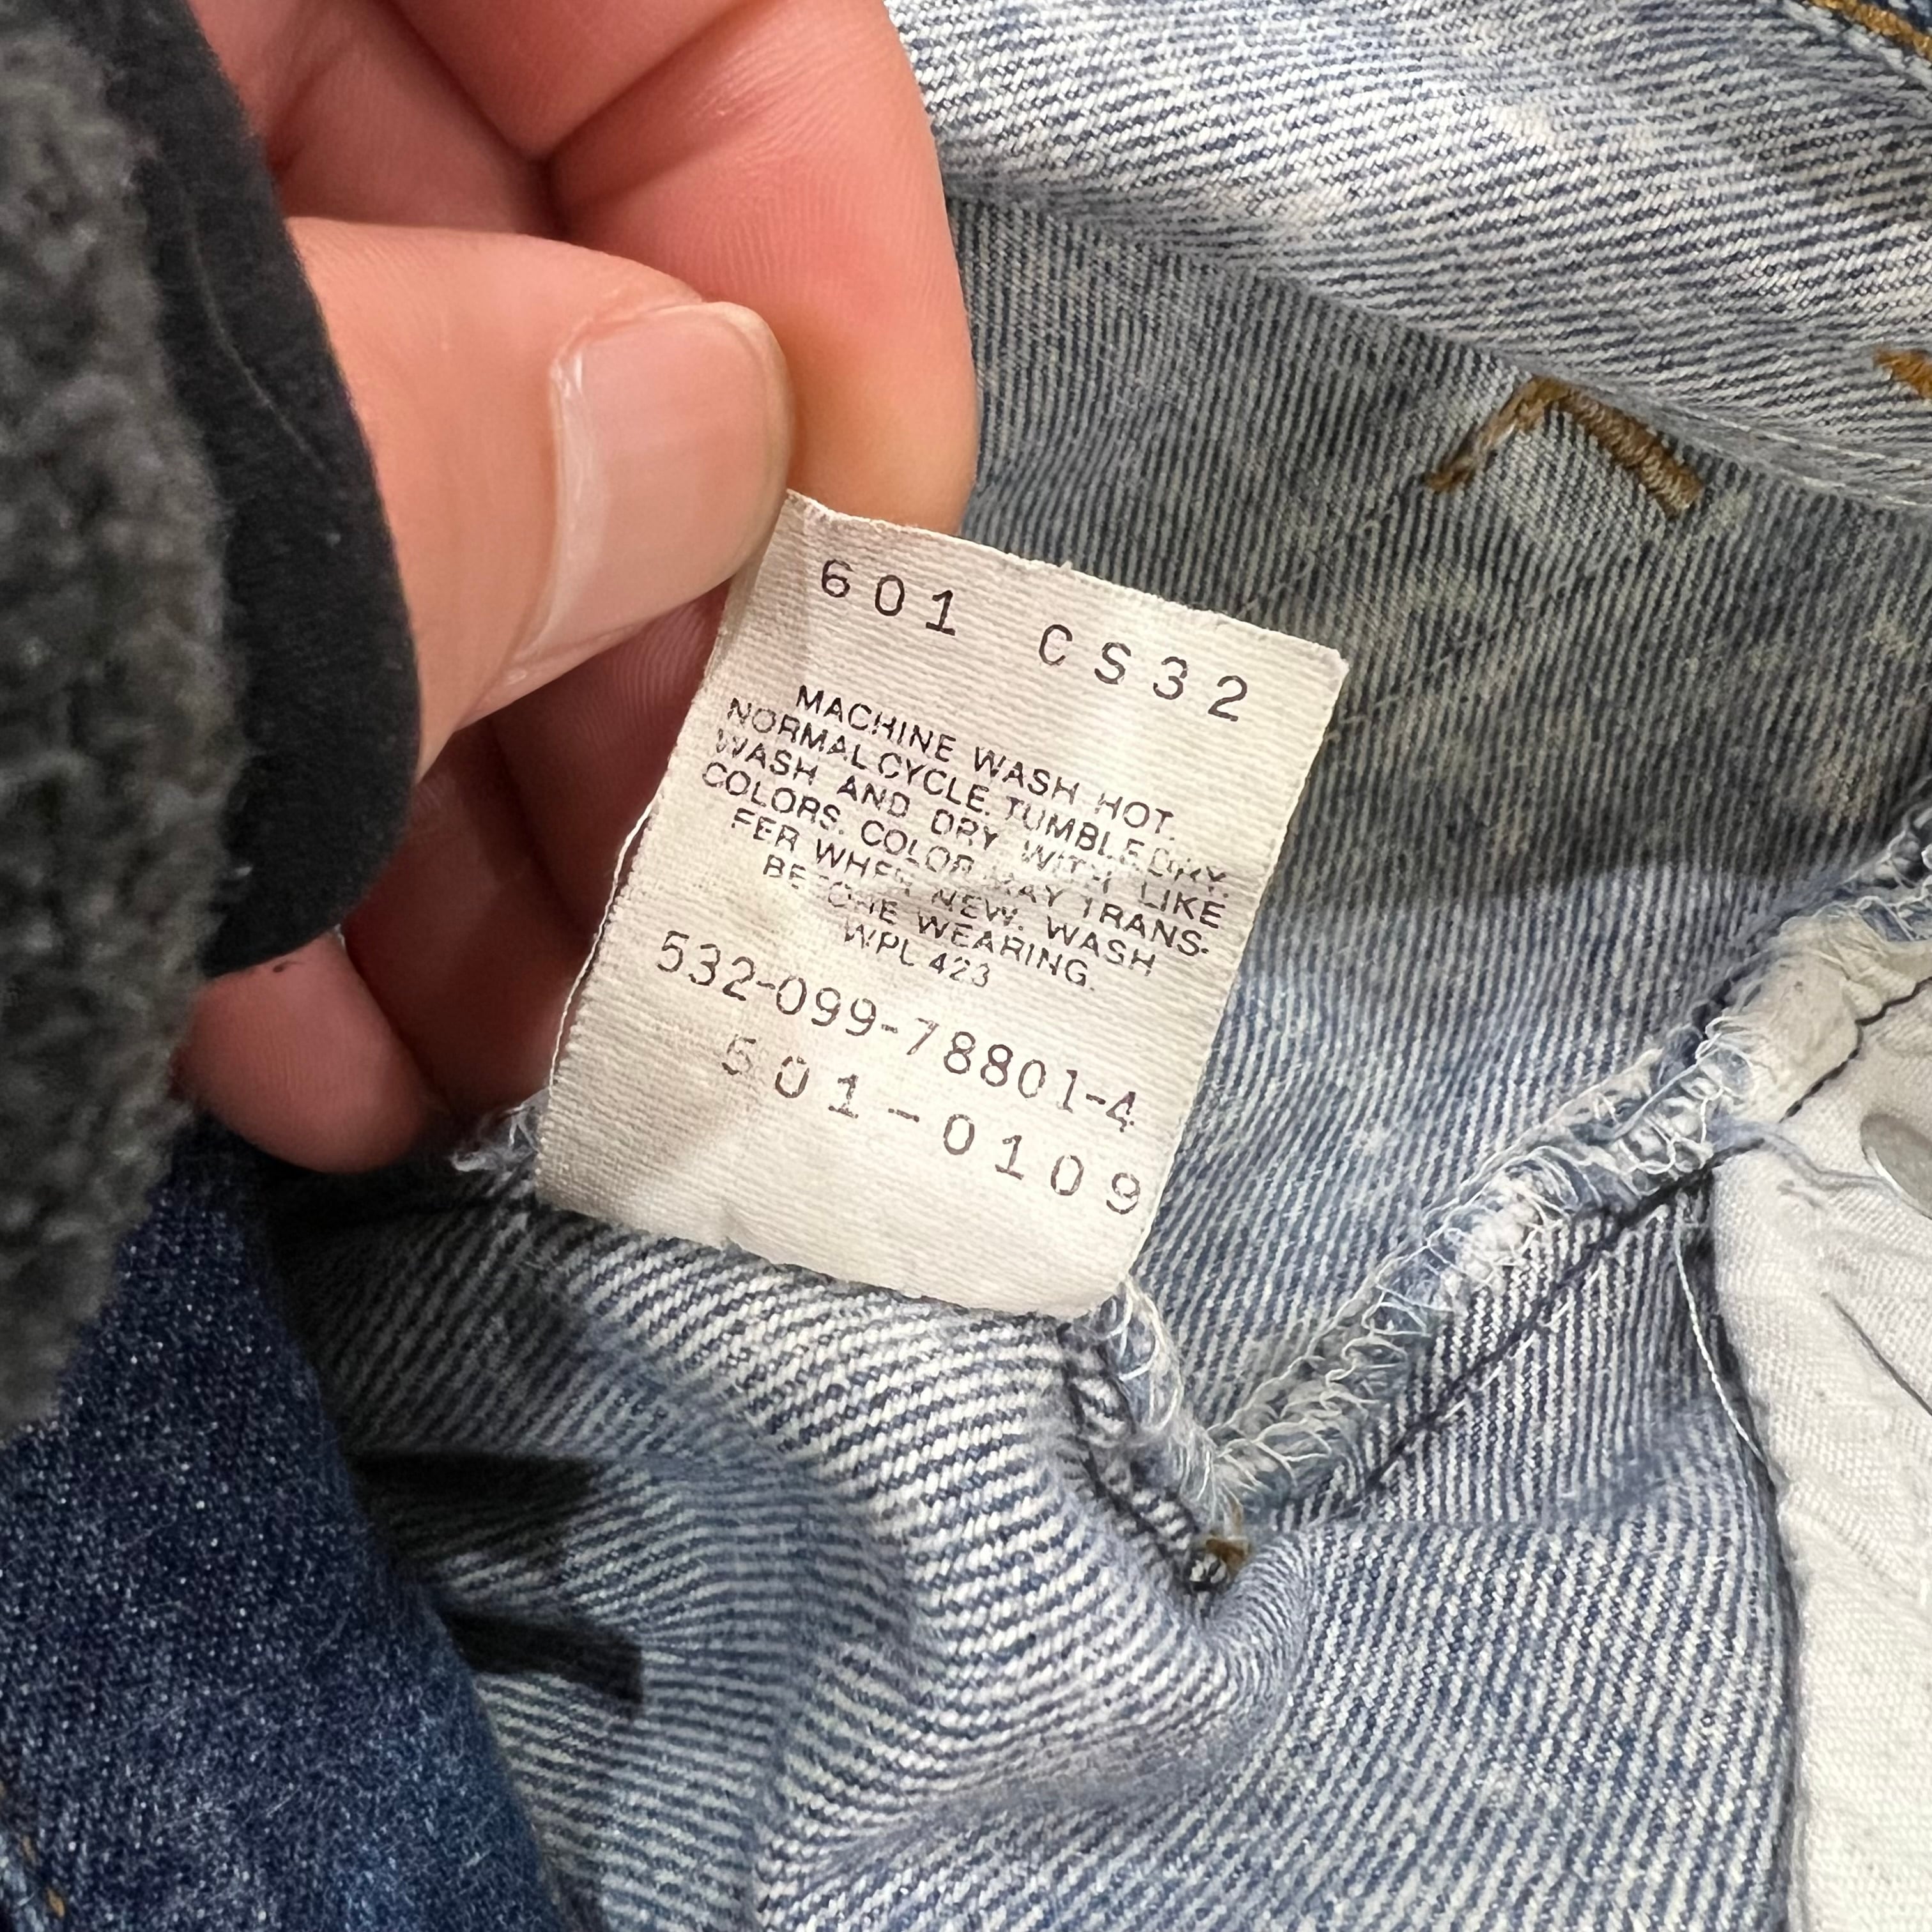 601 CS32
MACHINE WASH HOT.
NORMAL CYCLE. TUMBLE DRY.
WASH AND DRY WITH LIKE
COLORS. COLOR MAY TRANS-
FER WHEN NEW. WASH
BEFORE WEARING.
WPL 423
532-099-78801-4
501-0109